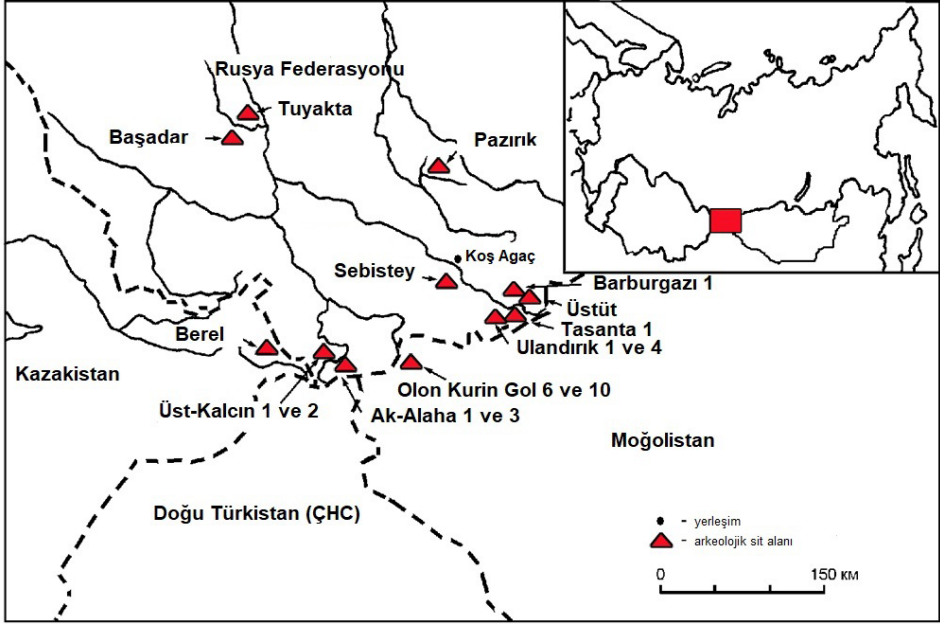 Rusya Federasyonu
Tuyakta
Başadar
Pazırık
Koş Agaç
Sebistey
Barburgazı 1
Üstüt
Tasanta 1
Ulandırık 1 ve 4
Berel
Kazakistan
Olon Kurin Gol 6 ve 10
Üst-Kalcın 1 ve 2
Ak-Alaha 1 ve 3
Moğolistan
Doğu Türkistan (ÇHC)
- yerleşim
- arkeolojik sit alanı
0 150 км